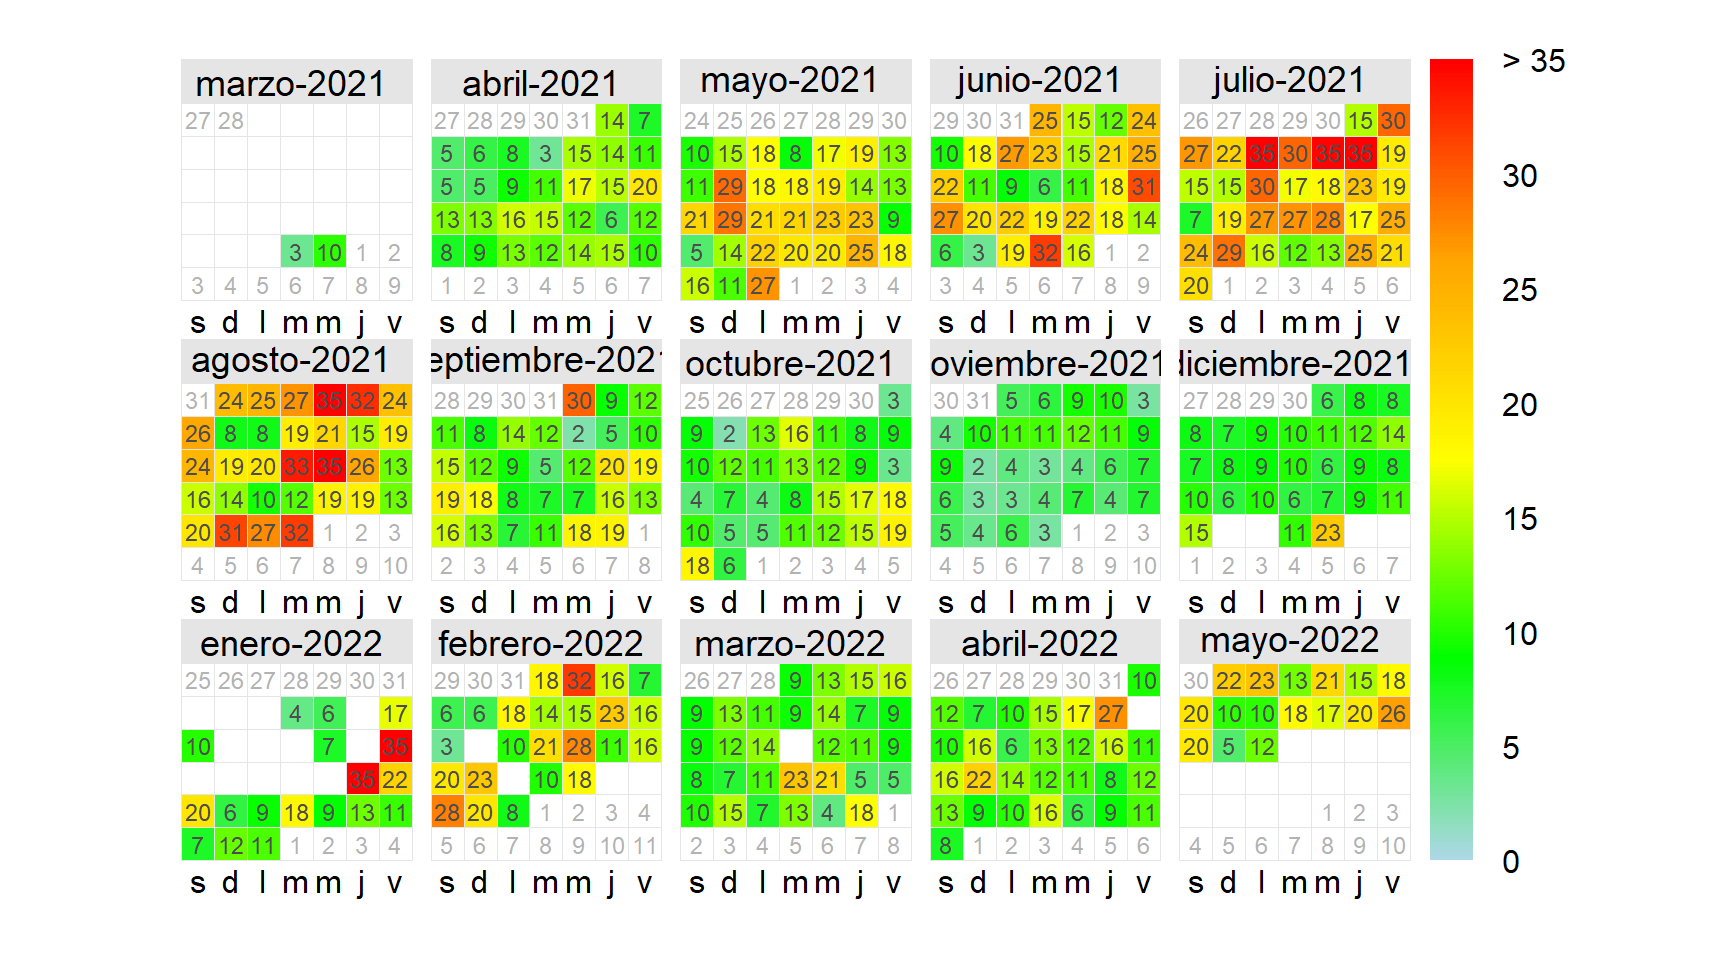 marzo-2021 abril-2021 mayo-2021 junio-2021 julio-2021 > 35
27 28 27 28 29 30 31 14 7 24 25 26 27 28 29 30 29 30 31 25 15 12 24 26 27 28 29 30 15 30
5 6 8 3 15 14 11 10 15 18 8 17 19 13 10 18 27 23 15 21 25 27 22 35 30 35 35 19
30
5 5 9 11 17 15 20 11 29 18 18 19 14 13 22 11 9 6 11 18 31 15 15 30 17 18 23 19
13 13 16 15 12 6 12 21 29 21 21 23 23 9 27 20 22 19 22 18 14 7 19 27 27 28 17 25
3 10 1 2 8 9 13 12 14 15 10 5 14 22 20 20 25 18 6 3 19 32 16 1 2 24 29 16 12 13 25 21
3 4 5 6 7 8 9 1 2 3 4 5 6 7 16 11 27 1 2 3 4 3 4 5 6 7 8 9 20 1 2 3 4 5 6
25
s d l m m j v s d l m m j v s d l m m j v s d l m m j v s d l m m j v
agosto-2021 eptiembre-2021 octubre-2021 oviembre-2021 diciembre-2021
31 24 25 27 35 32 24 28 29 30 31 30 9 12 25 26 27 28 29 30 3 30 31 5 6 9 10 3 27 28 29 30 6 8 8
20
26 8 8 19 21 15 19 11 8 14 12 2 5 10 9 2 13 16 11 8 9 4 10 11 11 12 11 9 8 7 9 10 11 12 14
24 19 20 33 35 26 13 15 12 9 5 12 20 19 10 12 11 13 12 9 3 9 2 4 3 4 6 7 7 8 9 10 6 9 8
16 14 10 12 19 19 13 19 18 8 7 7 16 13 4 7 4 8 15 17 18 6 3 3 4 7 4 7 10 6 10 6 7 9 11
15
20 31 27 32 1 2 3 16 13 7 11 18 19 1 10 5 5 11 12 15 19 5 4 6 3 1 2 3 15 11 23
4 5 6 7 8 9 10 2 3 4 5 6 7 8 18 6 1 2 3 4 5 4 5 6 7 8 9 10 1 2 3 4 5 6 7
s d l m m j v s d l m m j v s d l m m j v s d l m m j v s d l m m j v
enero-2022 febrero-2022 marzo-2022 abril-2022 mayo-2022
10
25 26 27 28 29 30 31 29 30 31 18 32 16 7 26 27 28 9 13 15 16 26 27 28 29 30 31 10 30 22 23 13 21 15 18
4 6 17 6 6 18 14 15 23 16 9 13 11 9 14 7 9 12 7 10 15 17 27 20 10 10 18 17 20 26
10 7 35 3 10 21 28 11 16 9 12 14 12 11 9 10 16 6 13 12 16 11 20 5 12
5
35 22 20 23 10 18 8 7 11 23 21 5 5 16 22 14 12 11 8 12
20 6 9 18 9 13 11 28 20 8 1 2 3 4 10 15 7 13 4 18 1 13 9 10 16 6 9 11 1 2 3
7 12 11 1 2 3 4 5 6 7 8 9 10 11 2 3 4 5 6 7 8 8 1 2 3 4 5 6 4 5 6 7 8 9 10
0
s d l m m j v s d l m m j v s d l m m j v s d l m m j v s d l m m j v